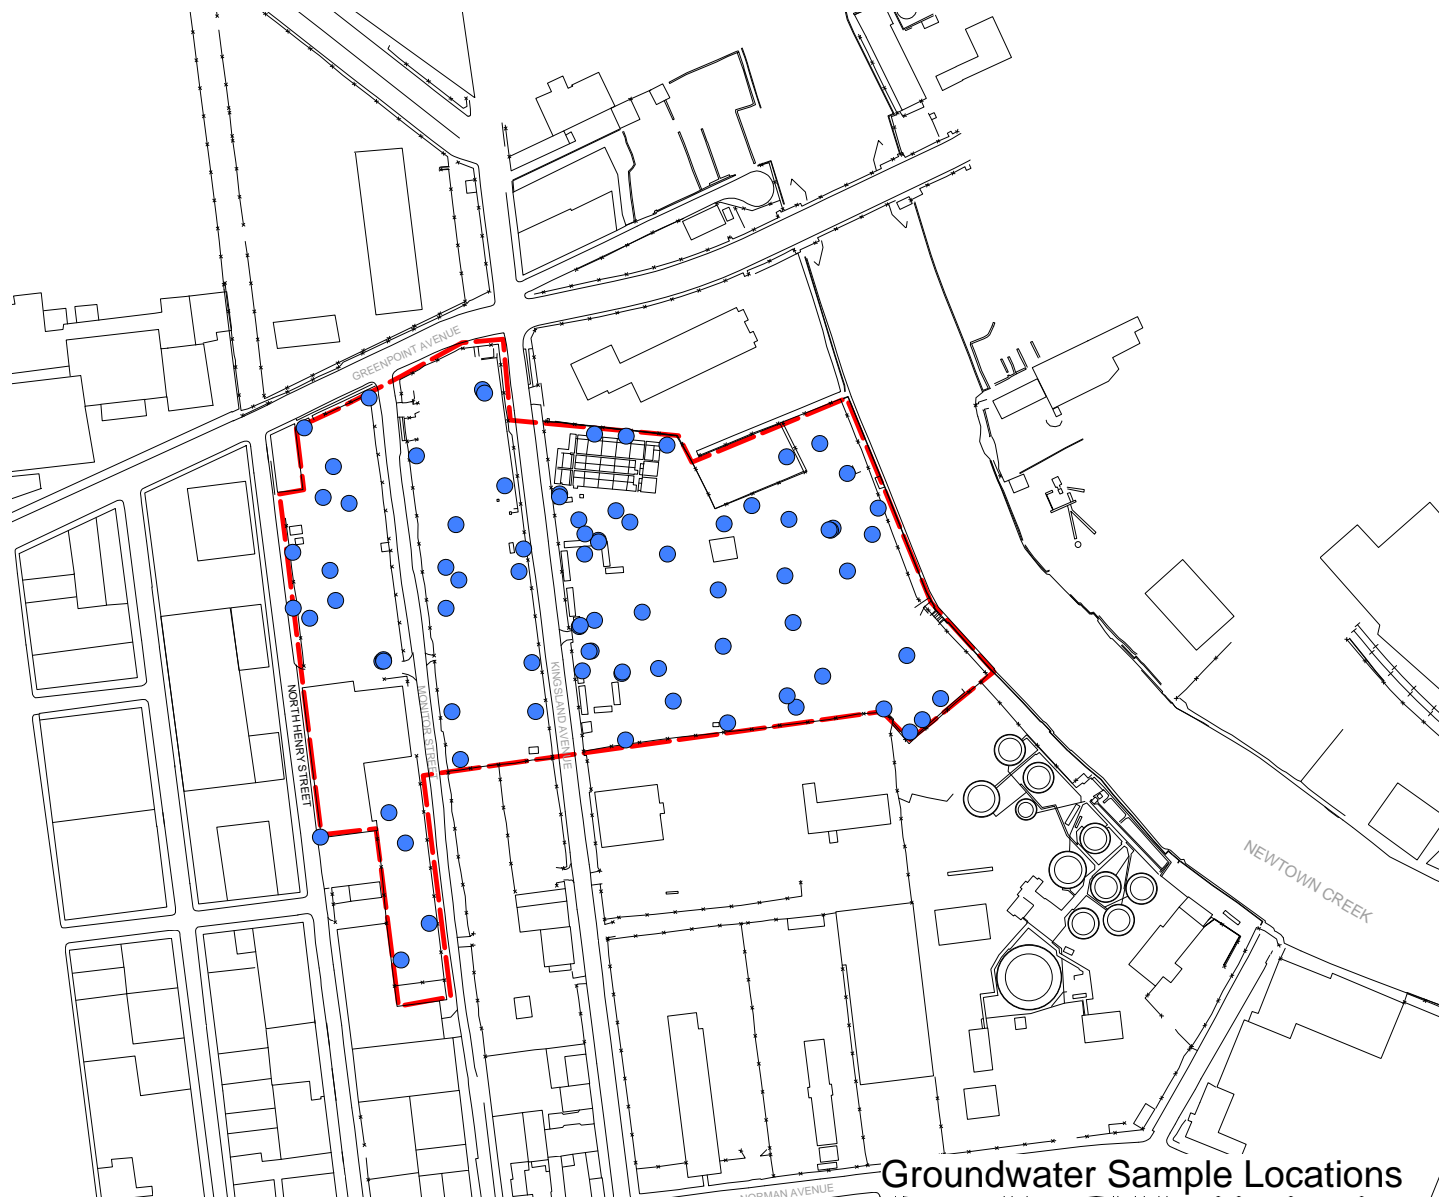 GREENPOINT AVENUE
NORTH HENRY STREET
MONITOR STREET
KINGSLAND AVENUE
NEWTOWN CREEK
Groundwater Sample Locations
NORMAN AVENUE